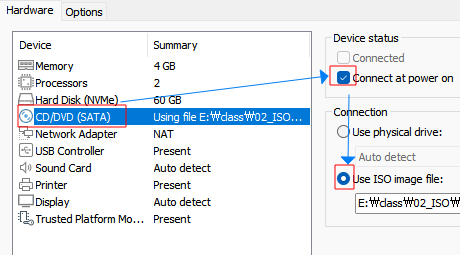 Hardware Options
Device Summary
Memory 4 GB
Processors 2
Hard Disk (NVMe) 60 GB
CD/DVD (SATA) Using file E:₩class₩02_ISO...
Network Adapter NAT
USB Controller Present
Sound Card Auto detect
Printer Present
Display Auto detect
Trusted Platform Mo... Present
Device status
Connected
Connect at power on
Connection
Use physical drive:
Auto detect
Use ISO image file:
E:₩class₩02_ISO₩